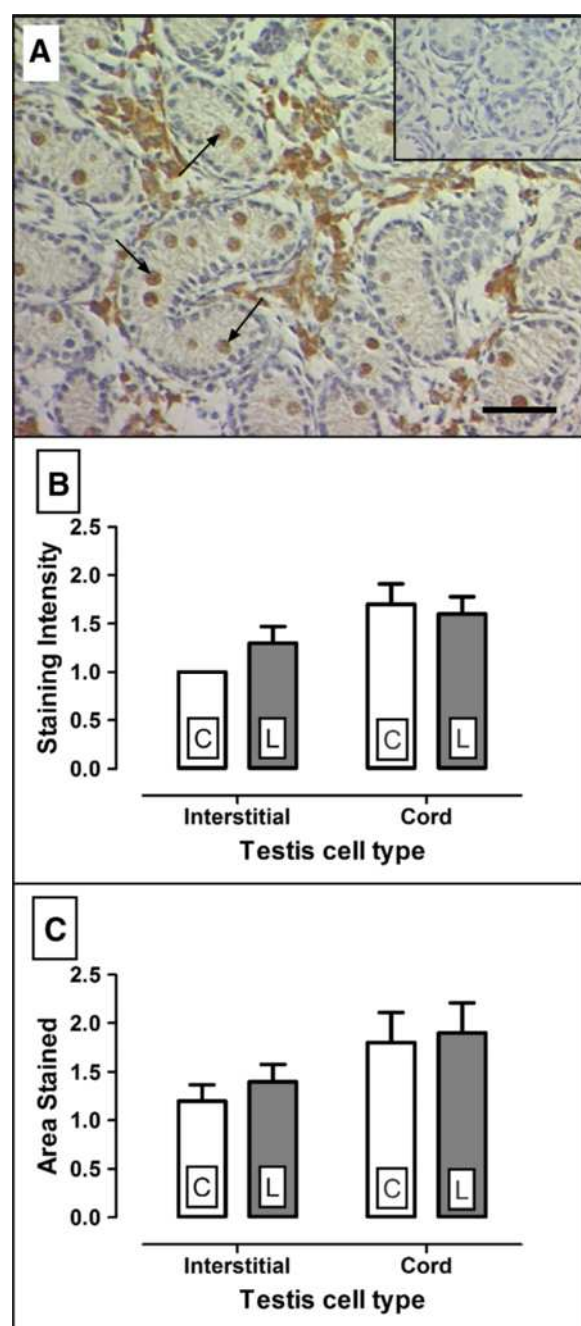 A
B
Staining Intensity
2.5
2.0
1.5
1.0
0.5
0.0
C
L
C
L
Interstitial
Cord
Testis cell type
C
Area Stained
2.5
2.0
1.5
1.0
0.5
0.0
C
L
C
L
Interstitial
Cord
Testis cell type